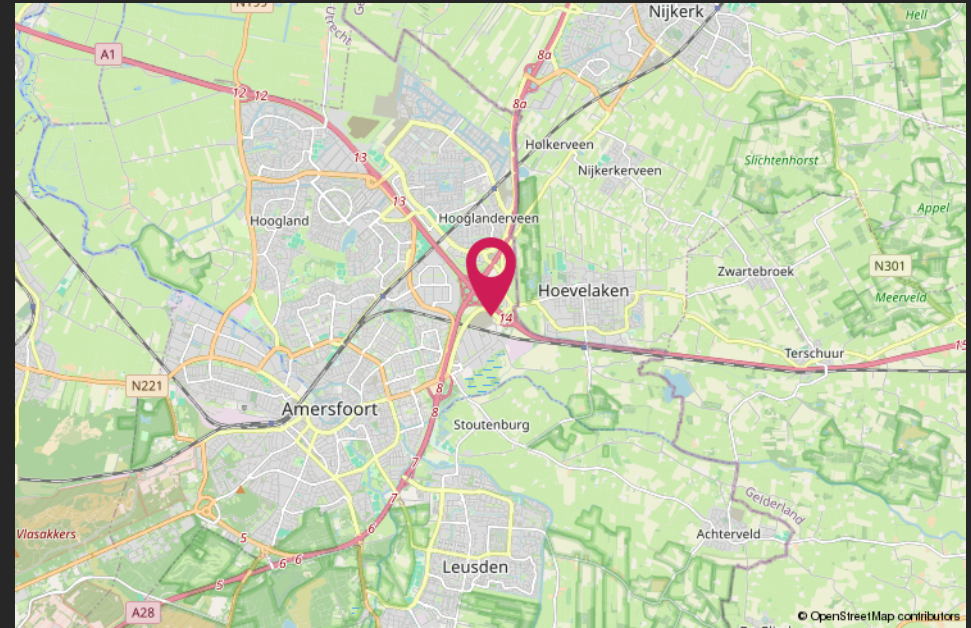 N199
Nijkerk
Hell
Utrecht
Ge
A1
8a
12 12
8a
Holkerveen
13
Slichtenhorst
Nijkerkerveen
13
Appel
Hoogland
Hooglanderveen
N301
Zwartebroek
Hoevelaken
Meerveld
14
15
Terschuur
N221
8
Amersfoort
8
Stoutenburg
7
Gelderland
7
Vlasakkers
6
Achterveld
5
6 6
Leusden
5
A28
© OpenStreetMap contributors